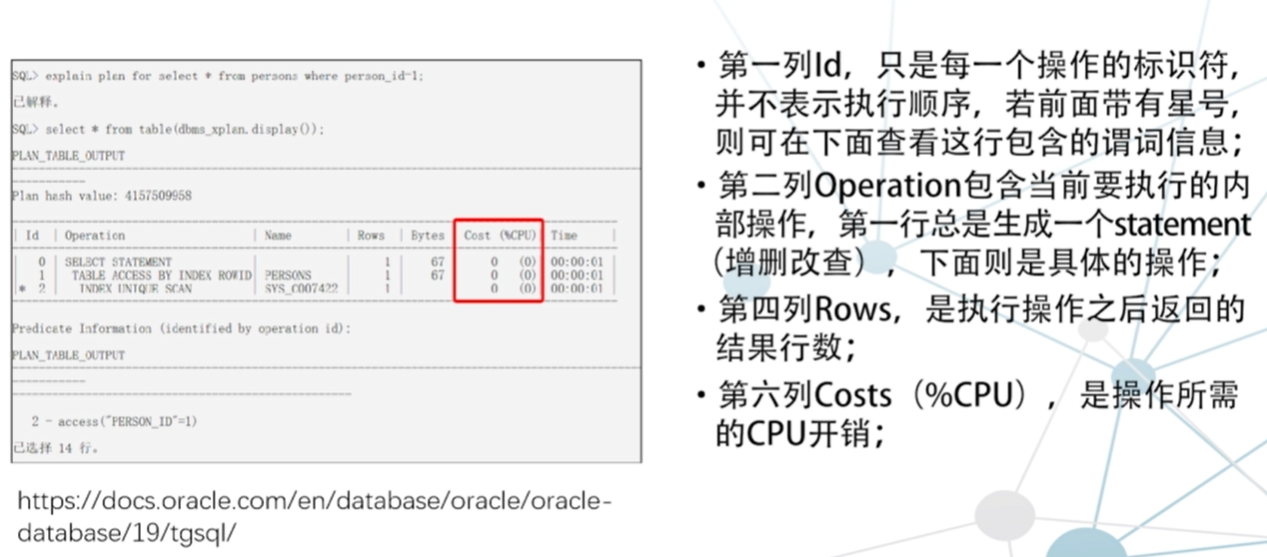 SQL> explain plan for select * from persons where person_id=1;
已解释。
SQL> select * from table(dbms_xplan.display());
PLAN_TABLE_OUTPUT
Plan hash value: 4157509958
| Id | Operation | Name | Rows | Bytes | Cost (%CPU)| Time |
| 0 | SELECT STATEMENT | | 1 | 67 | 0 (0)| 00:00:01 |
| 1 | TABLE ACCESS BY INDEX ROWID| PERSONS | 1 | 67 | 0 (0)| 00:00:01 |
|* 2 | INDEX UNIQUE SCAN | SYS_C007422 | 1 | | 0 (0)| 00:00:01 |
Predicate Information (identified by operation id):
PLAN_TABLE_OUTPUT
2 - access("PERSON_ID"=1)
已选择 14 行。
https://docs.oracle.com/en/database/oracle/oracle-
database/19/tgsql/
• 第一列Id，只是每一个操作的标识符，
并不表示执行顺序，若前面带有星号，
则可在下面查看这行包含的谓词信息；
• 第二列Operation包含当前要执行的内
部操作，第一行总是生成一个statement
（增删改查），下面则是具体的操作；
• 第四列Rows，是执行操作之后返回的
结果行数；
• 第六列Costs（%CPU），是操作所需
的CPU开销；